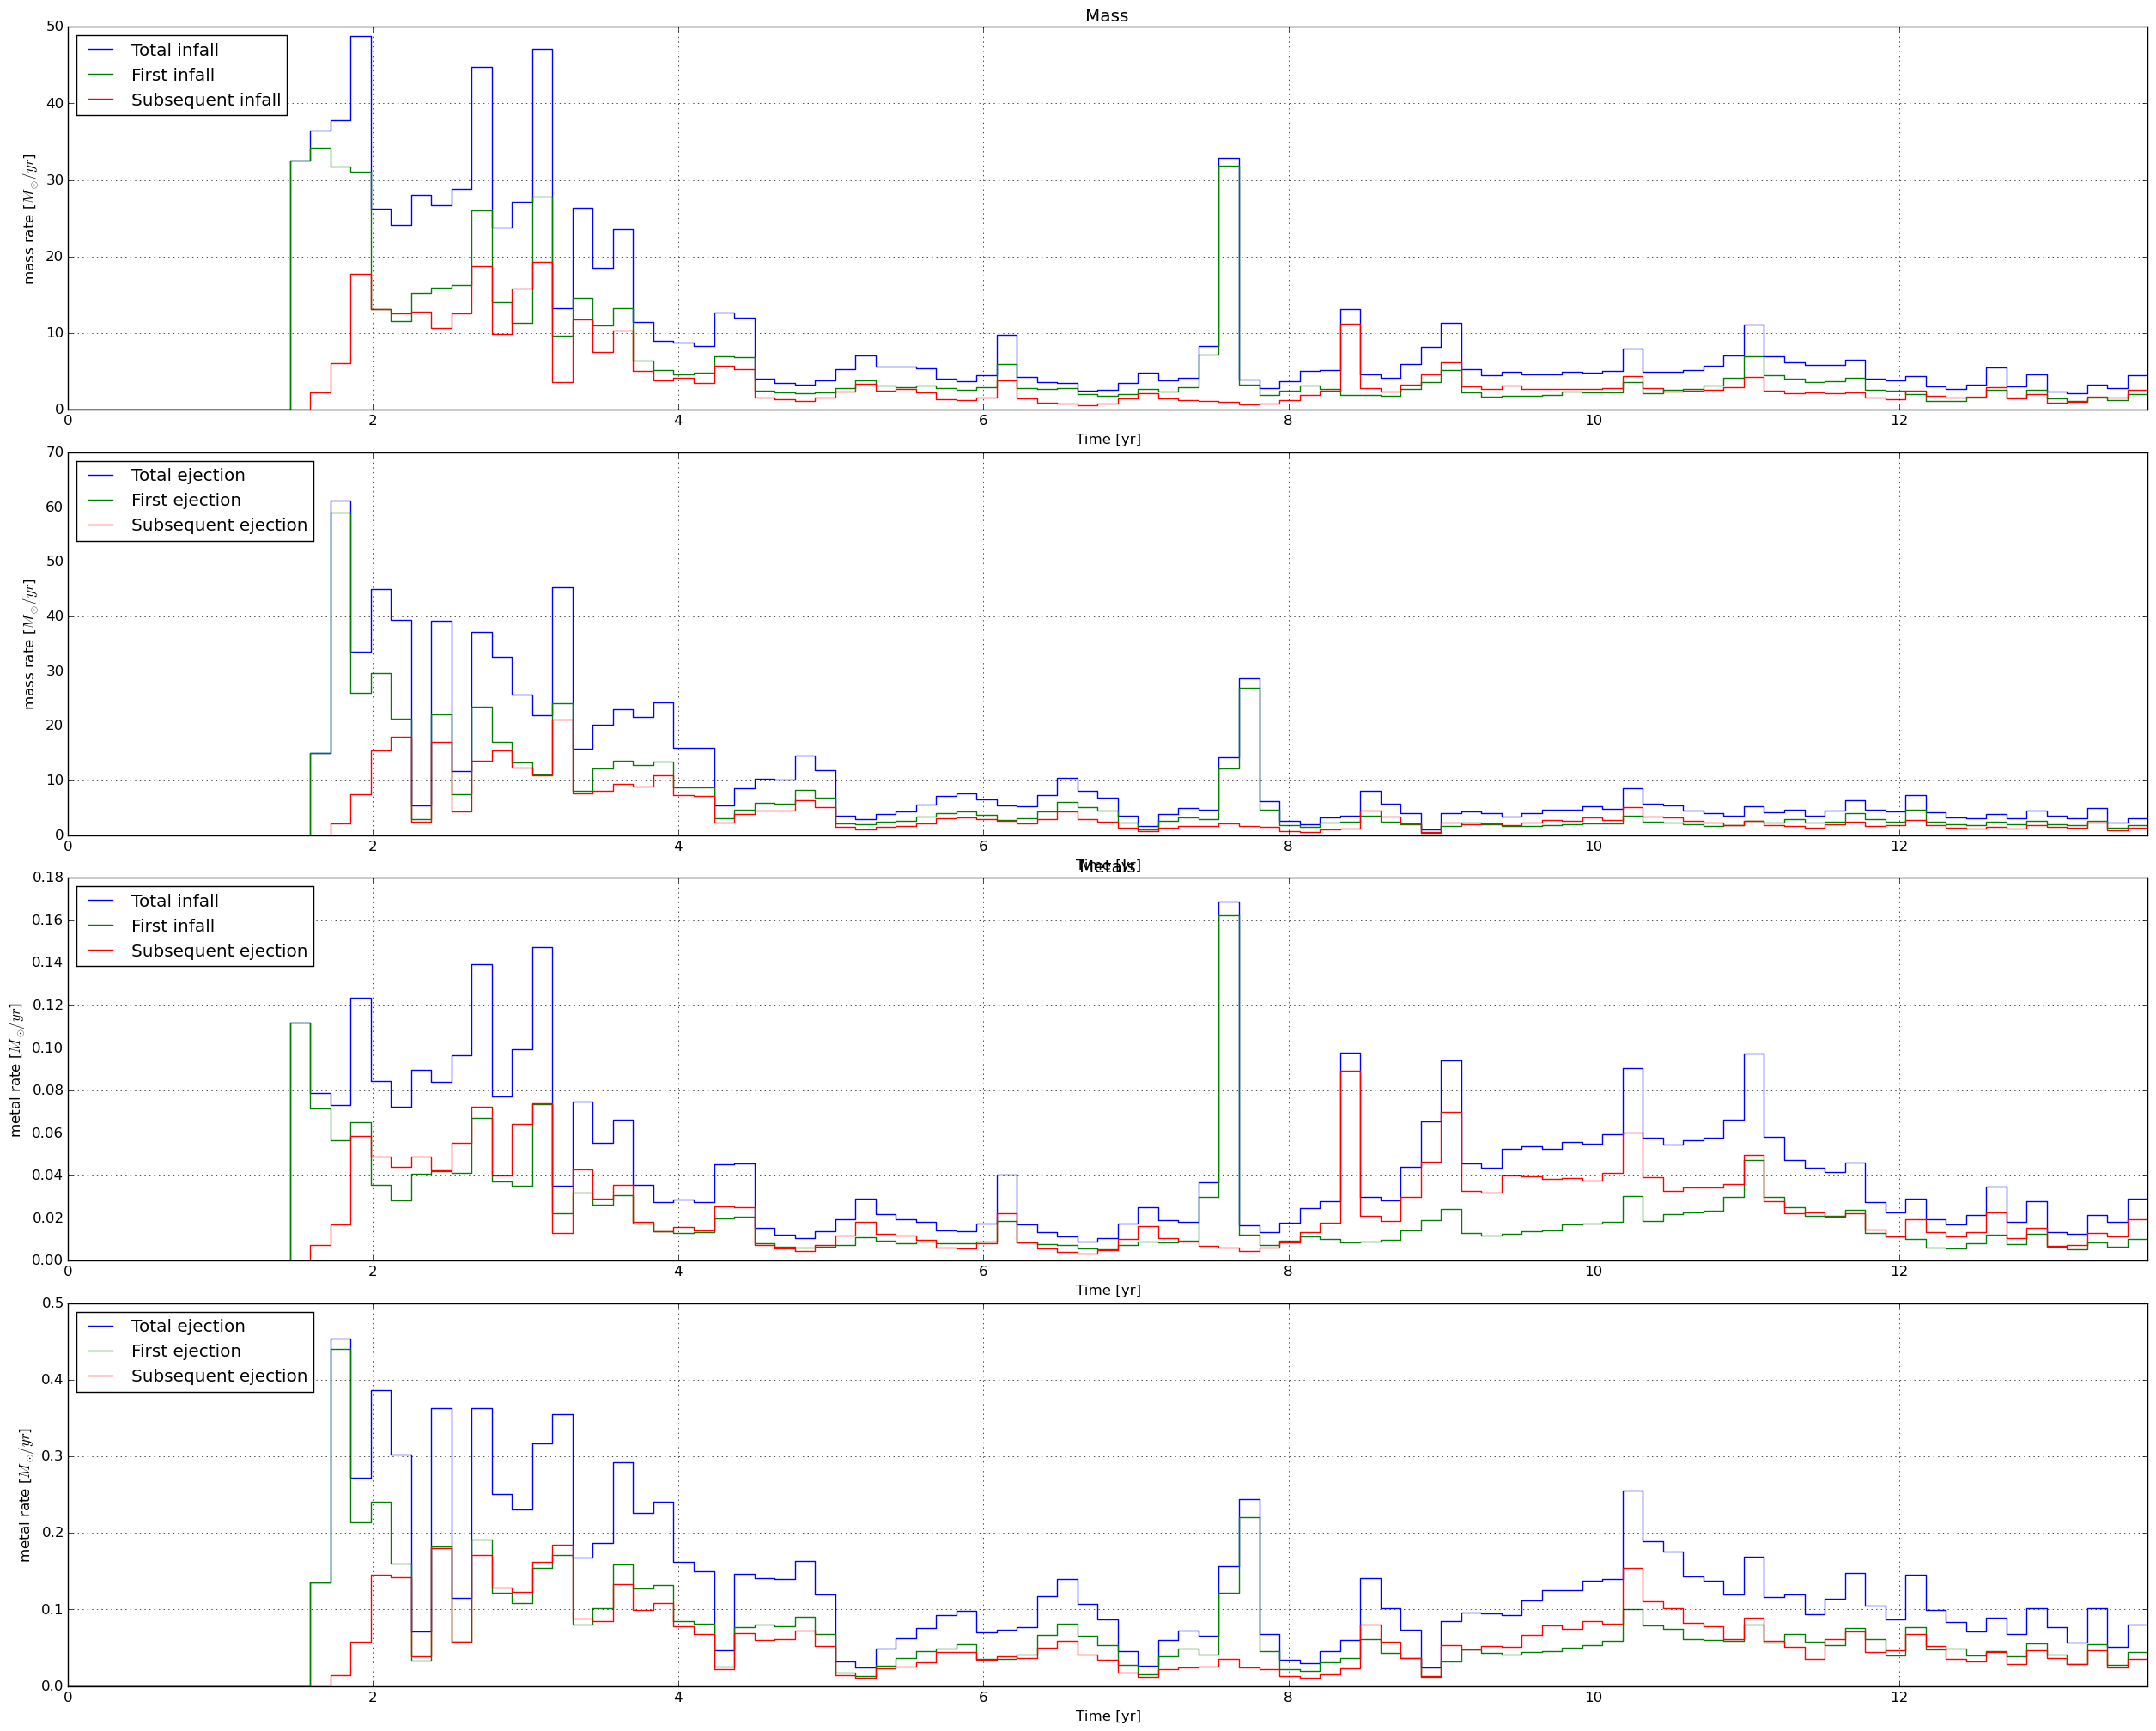 Mass
50
40
30
20
10
0
mass rate [M⊙/yr]
Total infall
First infall
Subsequent infall
0 2 4 6 8 10 12
Time [yr]
70
60
50
40
30
20
10
0
mass rate [M⊙/yr]
Total ejection
First ejection
Subsequent ejection
0 2 4 6 8 10 12
Time [yr]
Metals
0.18
0.16
0.14
0.12
0.10
0.08
0.06
0.04
0.02
0.00
metal rate [M⊙/yr]
Total infall
First infall
Subsequent ejection
0 2 4 6 8 10 12
Time [yr]
0.5
0.4
0.3
0.2
0.1
0.0
metal rate [M⊙/yr]
Total ejection
First ejection
Subsequent ejection
0 2 4 6 8 10 12
Time [yr]